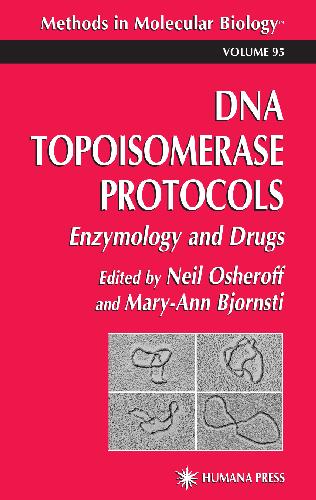 Methods in Molecular Biology™
VOLUME 95
DNA
TOPOISOMERASE
PROTOCOLS
Enzymology and Drugs
Edited by Neil Osheroff
and Mary-Ann Bjornsti
HUMANA PRESS